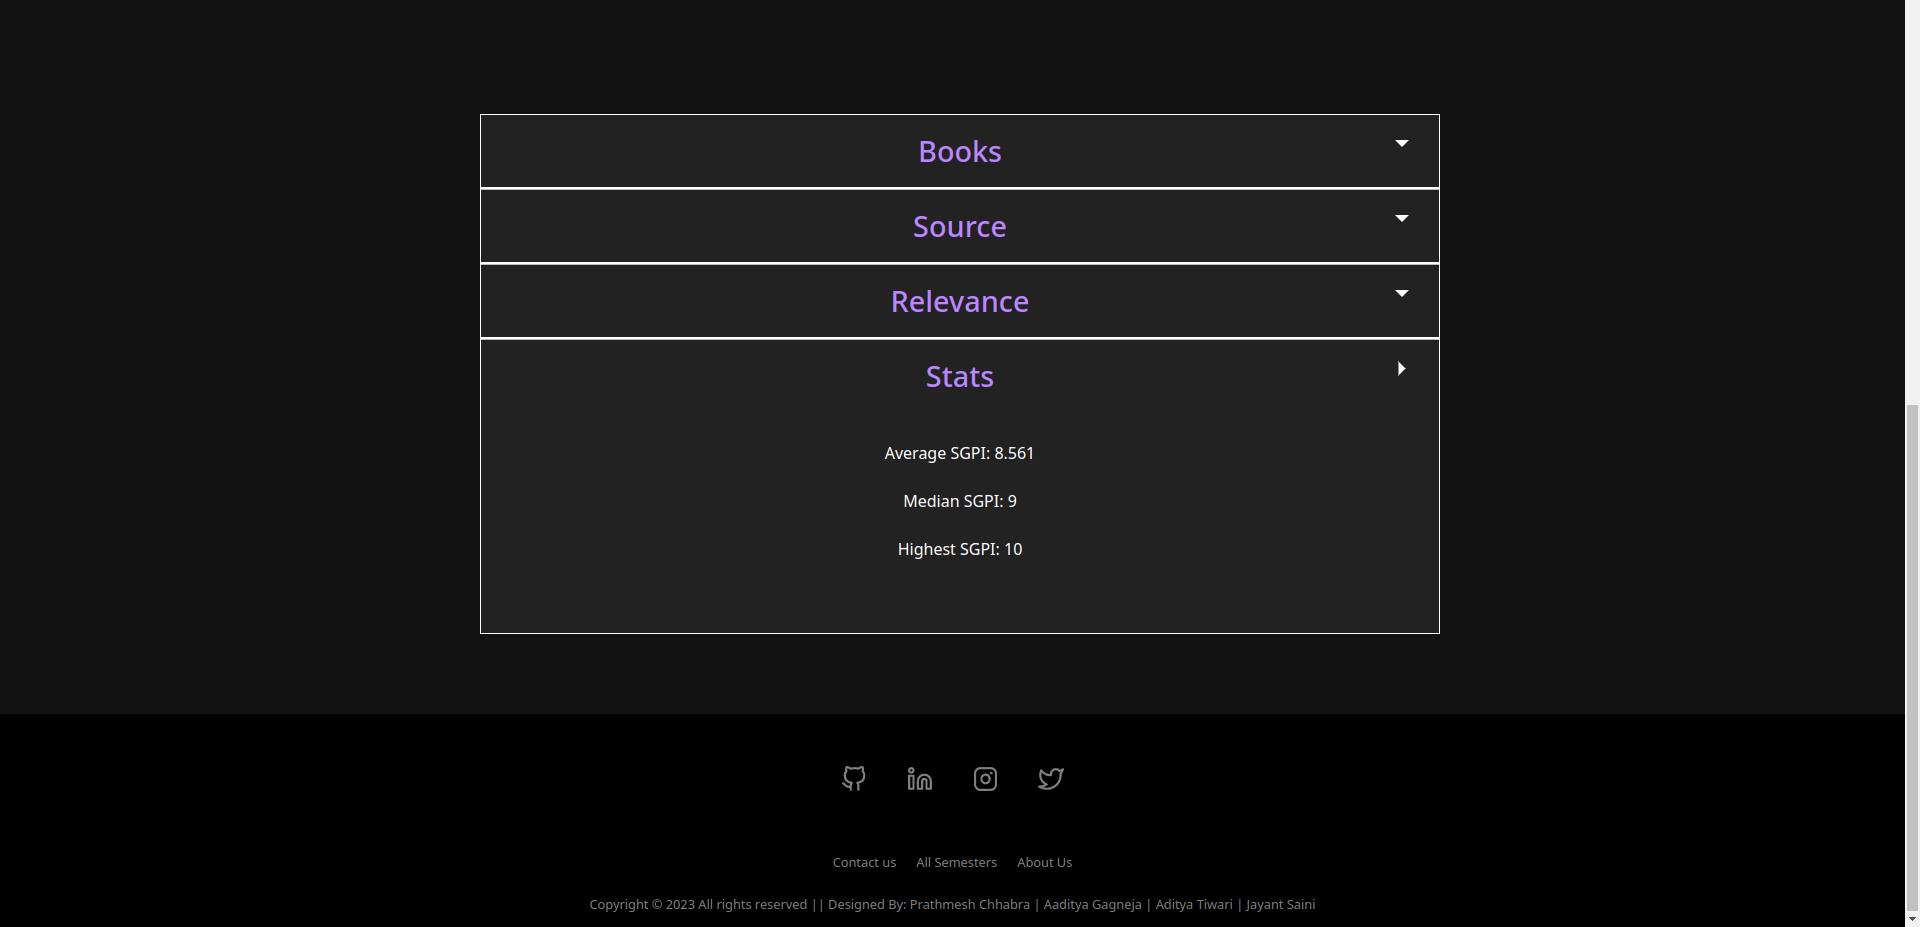 Books
Source
Relevance
Stats
Average SGPI: 8.561
Median SGPI: 9
Highest SGPI: 10
Contact us All Semesters About Us
Copyright © 2023 All rights reserved || Designed By: Prathmesh Chhabra | Aaditya Gagneja | Aditya Tiwari | Jayant Saini